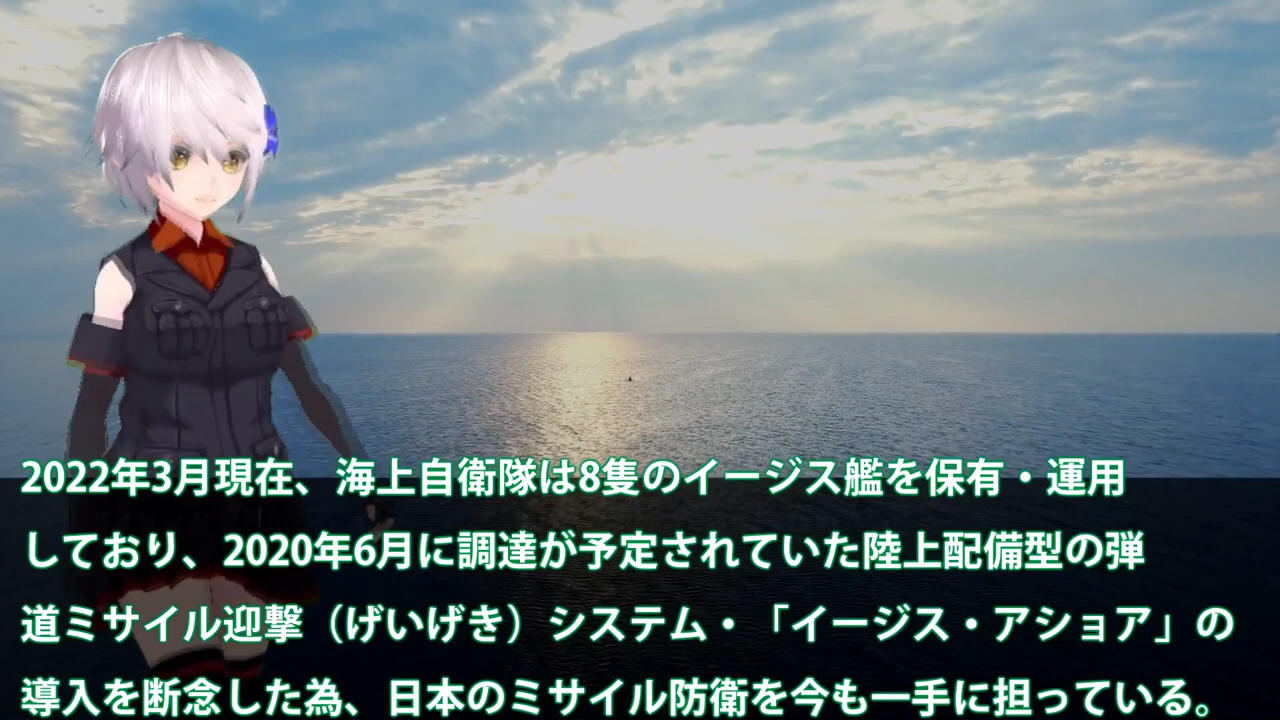 2022年3月現在、海上自衛隊は8隻のイージス艦を保有・運用
しており、2020年6月に調達が予定されていた陸上配備型の弾
道ミサイル迎撃（げいげき）システム・「イージス・アショア」の
導入を断念した為、日本のミサイル防衛を今も一手に担っている。